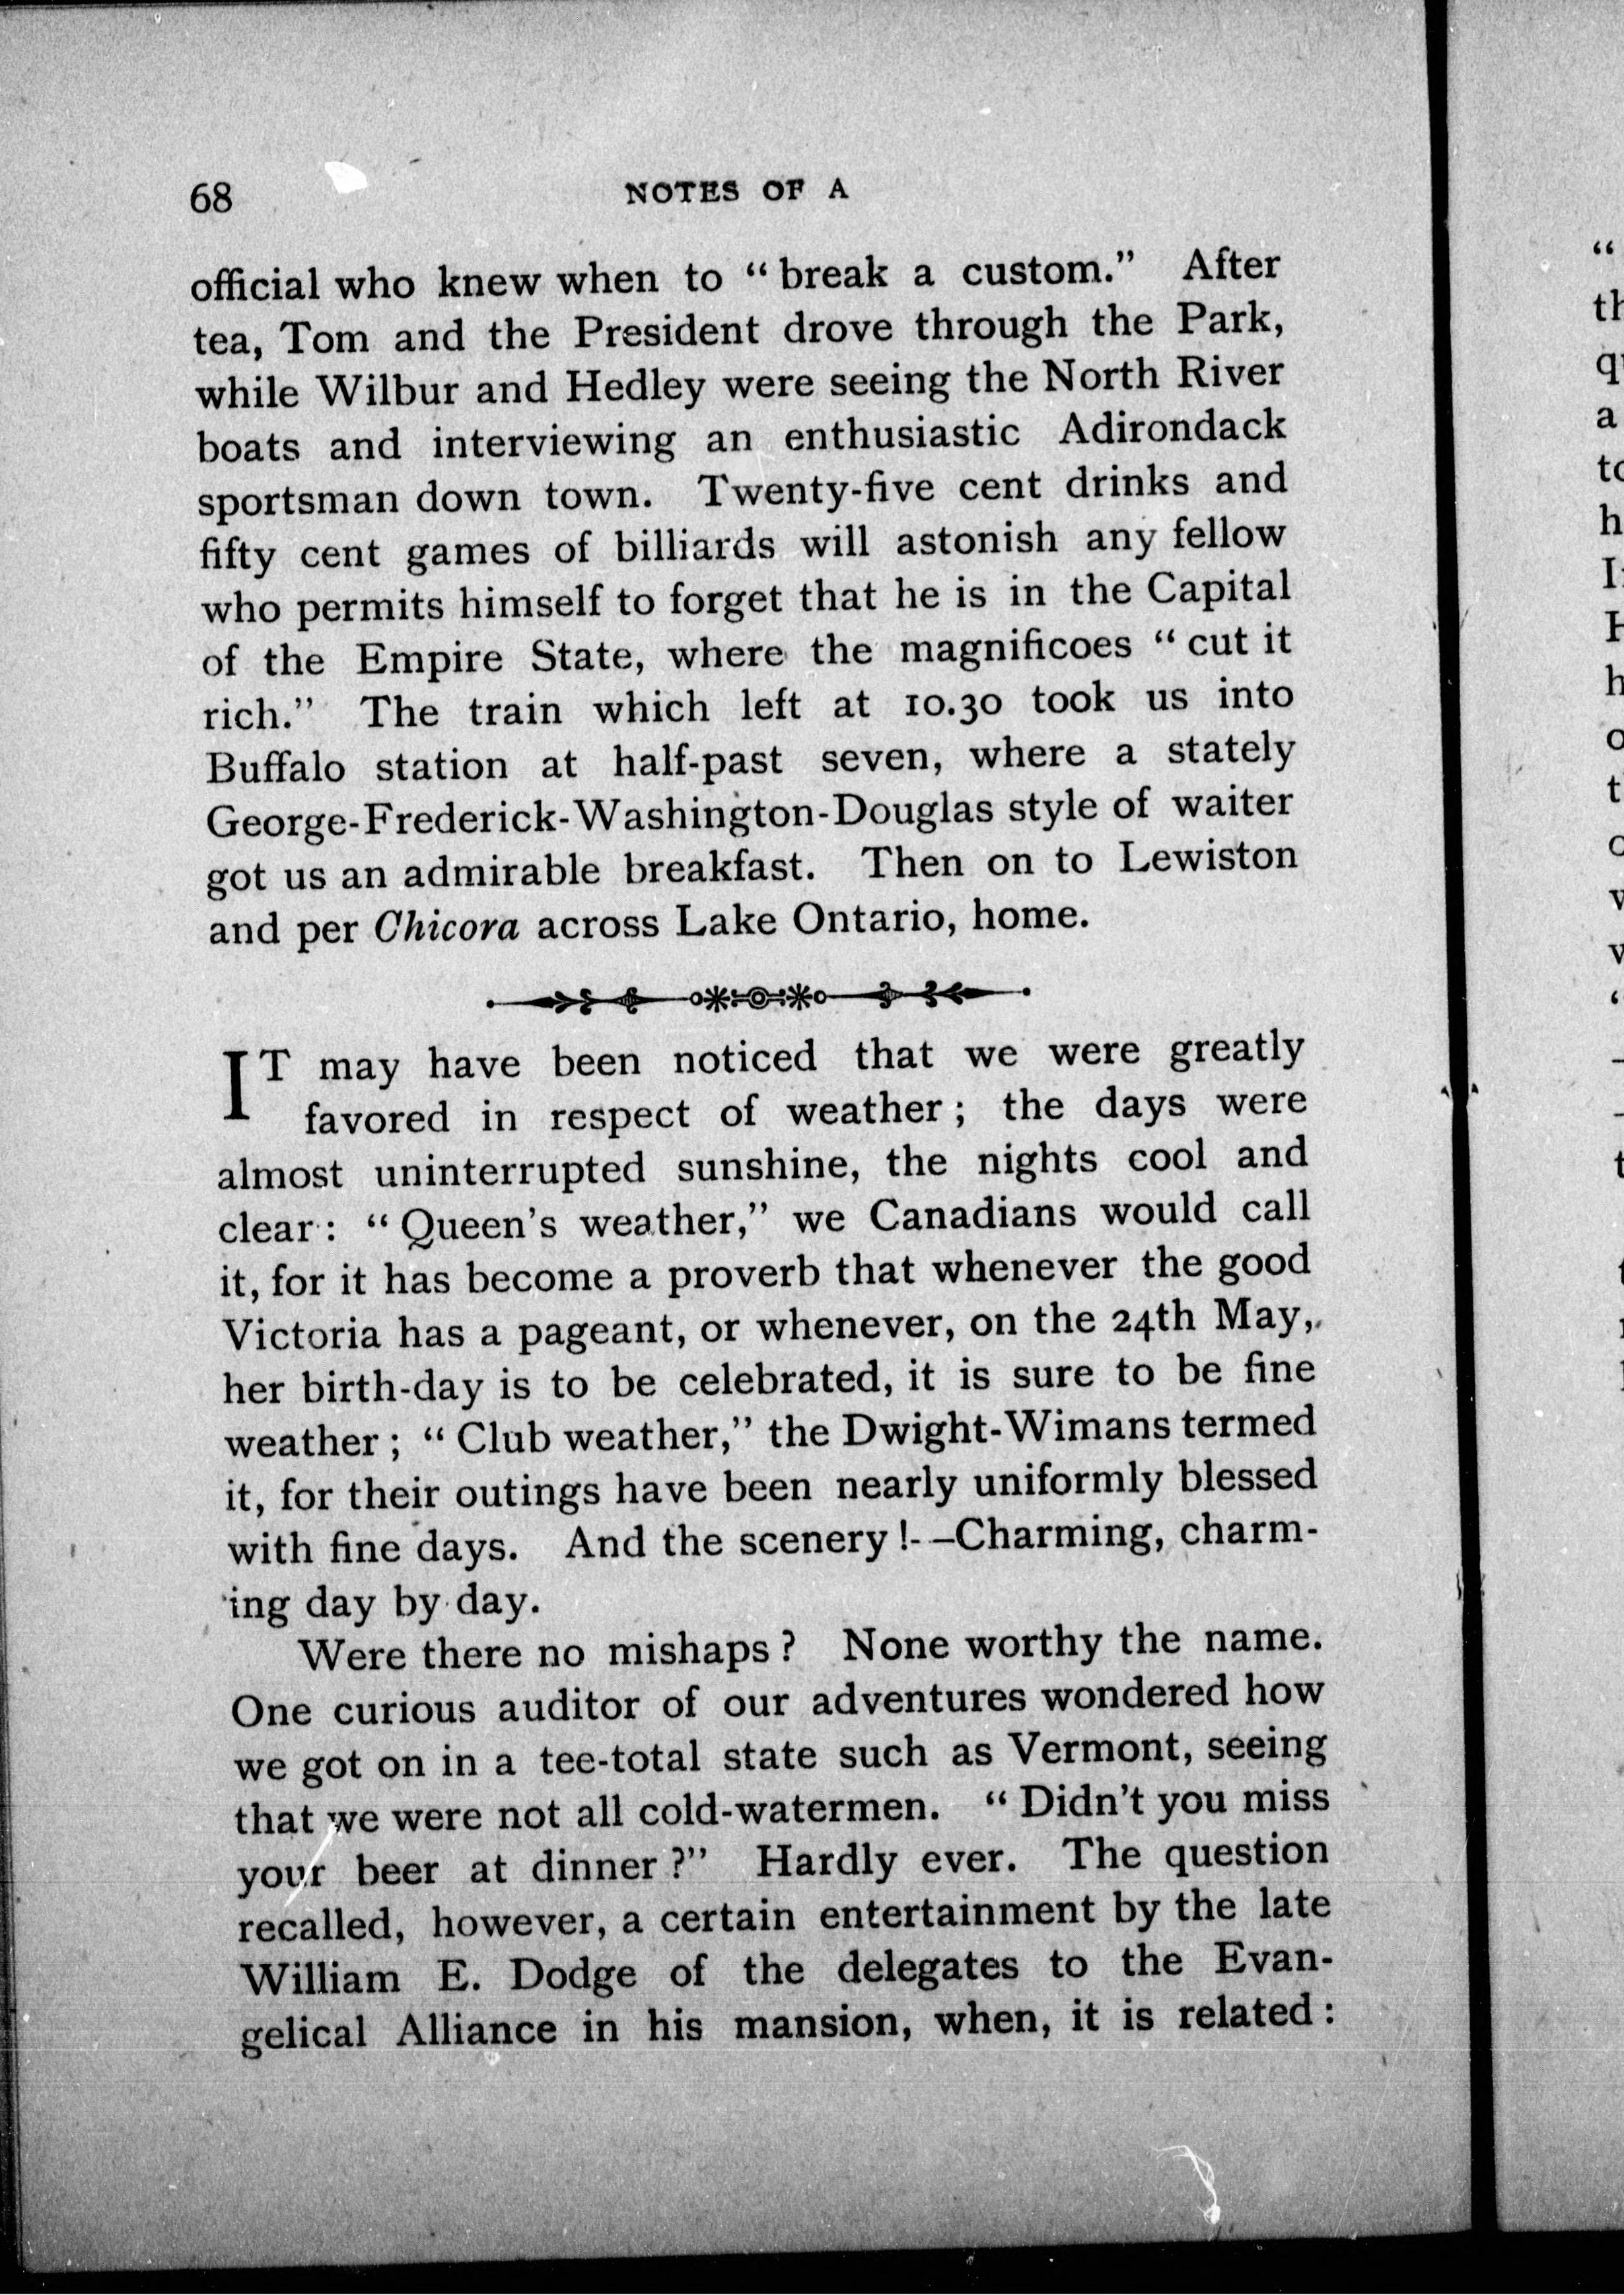 68 NOTES OF A
official who knew when to “ break a custom.” After
tea, Tom and the President drove through the Park,
while Wilbur and Hedley were seeing the North River
boats and interviewing an enthusiastic Adirondack
sportsman down town. Twenty-five cent drinks and
fifty cent games of billiards will astonish any fellow
who permits himself to forget that he is in the Capital
of the Empire State, where the magnificoes “ cut it
rich.” The train which left at 10.30 took us into
Buffalo station at half-past seven, where a stately
George-Frederick-Washington-Douglas style of waiter
got us an admirable breakfast. Then on to Lewiston
and per Chicora across Lake Ontario, home.
IT may have been noticed that we were greatly
favored in respect of weather ; the days were
almost uninterrupted sunshine, the nights cool and
clear : “ Queen’s weather,” we Canadians would call
it, for it has become a proverb that whenever the good
Victoria has a pageant, or whenever, on the 24th May,
her birth-day is to be celebrated, it is sure to be fine
weather ; “ Club weather,” the Dwight-Wimans termed
it, for their outings have been nearly uniformly blessed
with fine days. And the scenery !- –Charming, charm-
ing day by day.
Were there no mishaps ? None worthy the name.
One curious auditor of our adventures wondered how
we got on in a tee-total state such as Vermont, seeing
that we were not all cold-watermen. “ Didn’t you miss
your beer at dinner ?” Hardly ever. The question
recalled, however, a certain entertainment by the late
William E. Dodge of the delegates to the Evan-
gelical Alliance in his mansion, when, it is related :